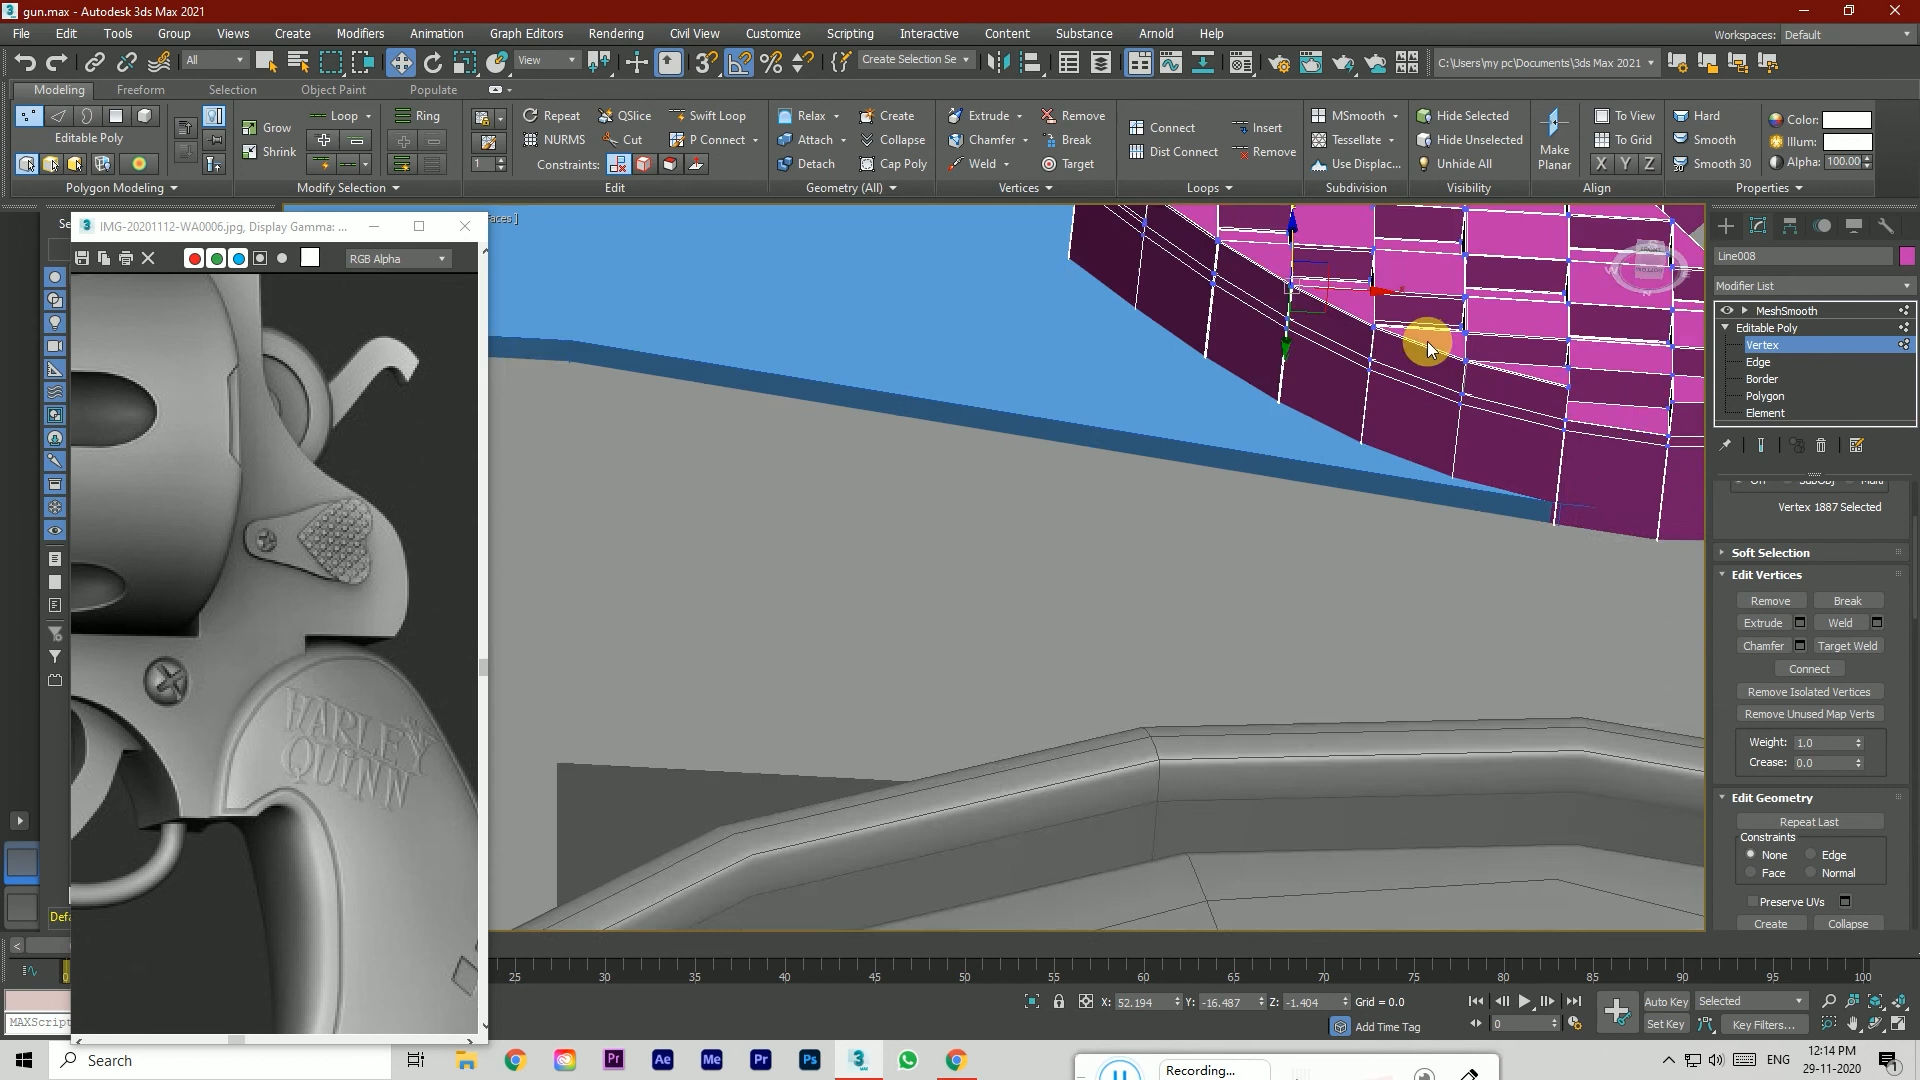 gun.max - Autodesk 3ds Max 2021
File Edit Tools Group Views Create Modifiers Animation Graph Editors Rendering Civil View Customize Scripting Interactive Content Substance Arnold Help
Workspaces: Default
All View Create Selection Se C:\Users\my pc\Documents\3ds Max 2021
Modeling Freeform Selection Object Paint Populate
Loop Ring Repeat QSlice Swift Loop Relax Create Extrude Remove Connect Insert MSmooth Hide Selected To View Hard Color:
Editable Poly Grow NURMS Cut P Connect Attach Collapse Chamfer Break Dist Connect Remove Tessellate Hide Unselected Make Planar To Grid Smooth Illum:
Shrink 1 Constraints: Detach Cap Poly Weld Target Use Displac... Unhide All X Y Z Smooth 30 Alpha: 100.00
Polygon Modeling Modify Selection Edit Geometry (All) Vertices Loops Subdivision Visibility Align Properties
IMG-20201112-WA0006.jpg, Display Gamma: ...
RGB Alpha
HARLEY
QUINN
Line008
Modifier List
MeshSmooth
Editable Poly
Vertex
Edge
Border
Polygon
Element
Vertex 1887 Selected
Soft Selection
Edit Vertices
Remove Break
Extrude Weld
Chamfer Target Weld
Connect
Remove Isolated Vertices
Remove Unused Map Verts
Weight: 1.0
Crease: 0.0
Edit Geometry
Repeat Last
Constraints
None Edge
Face Normal
Preserve UVs
Create Collapse
25 30 35 40 45 50 55 60 65 70 75 80 85 90 95 100
X: 52.194 Y: -16.487 Z: -1.404 Grid = 0.0
Auto Key Selected
MAXScript
Add Time Tag
0
Set Key Key Filters...
Search
Recording...
ENG
12:14 PM
29-11-2020